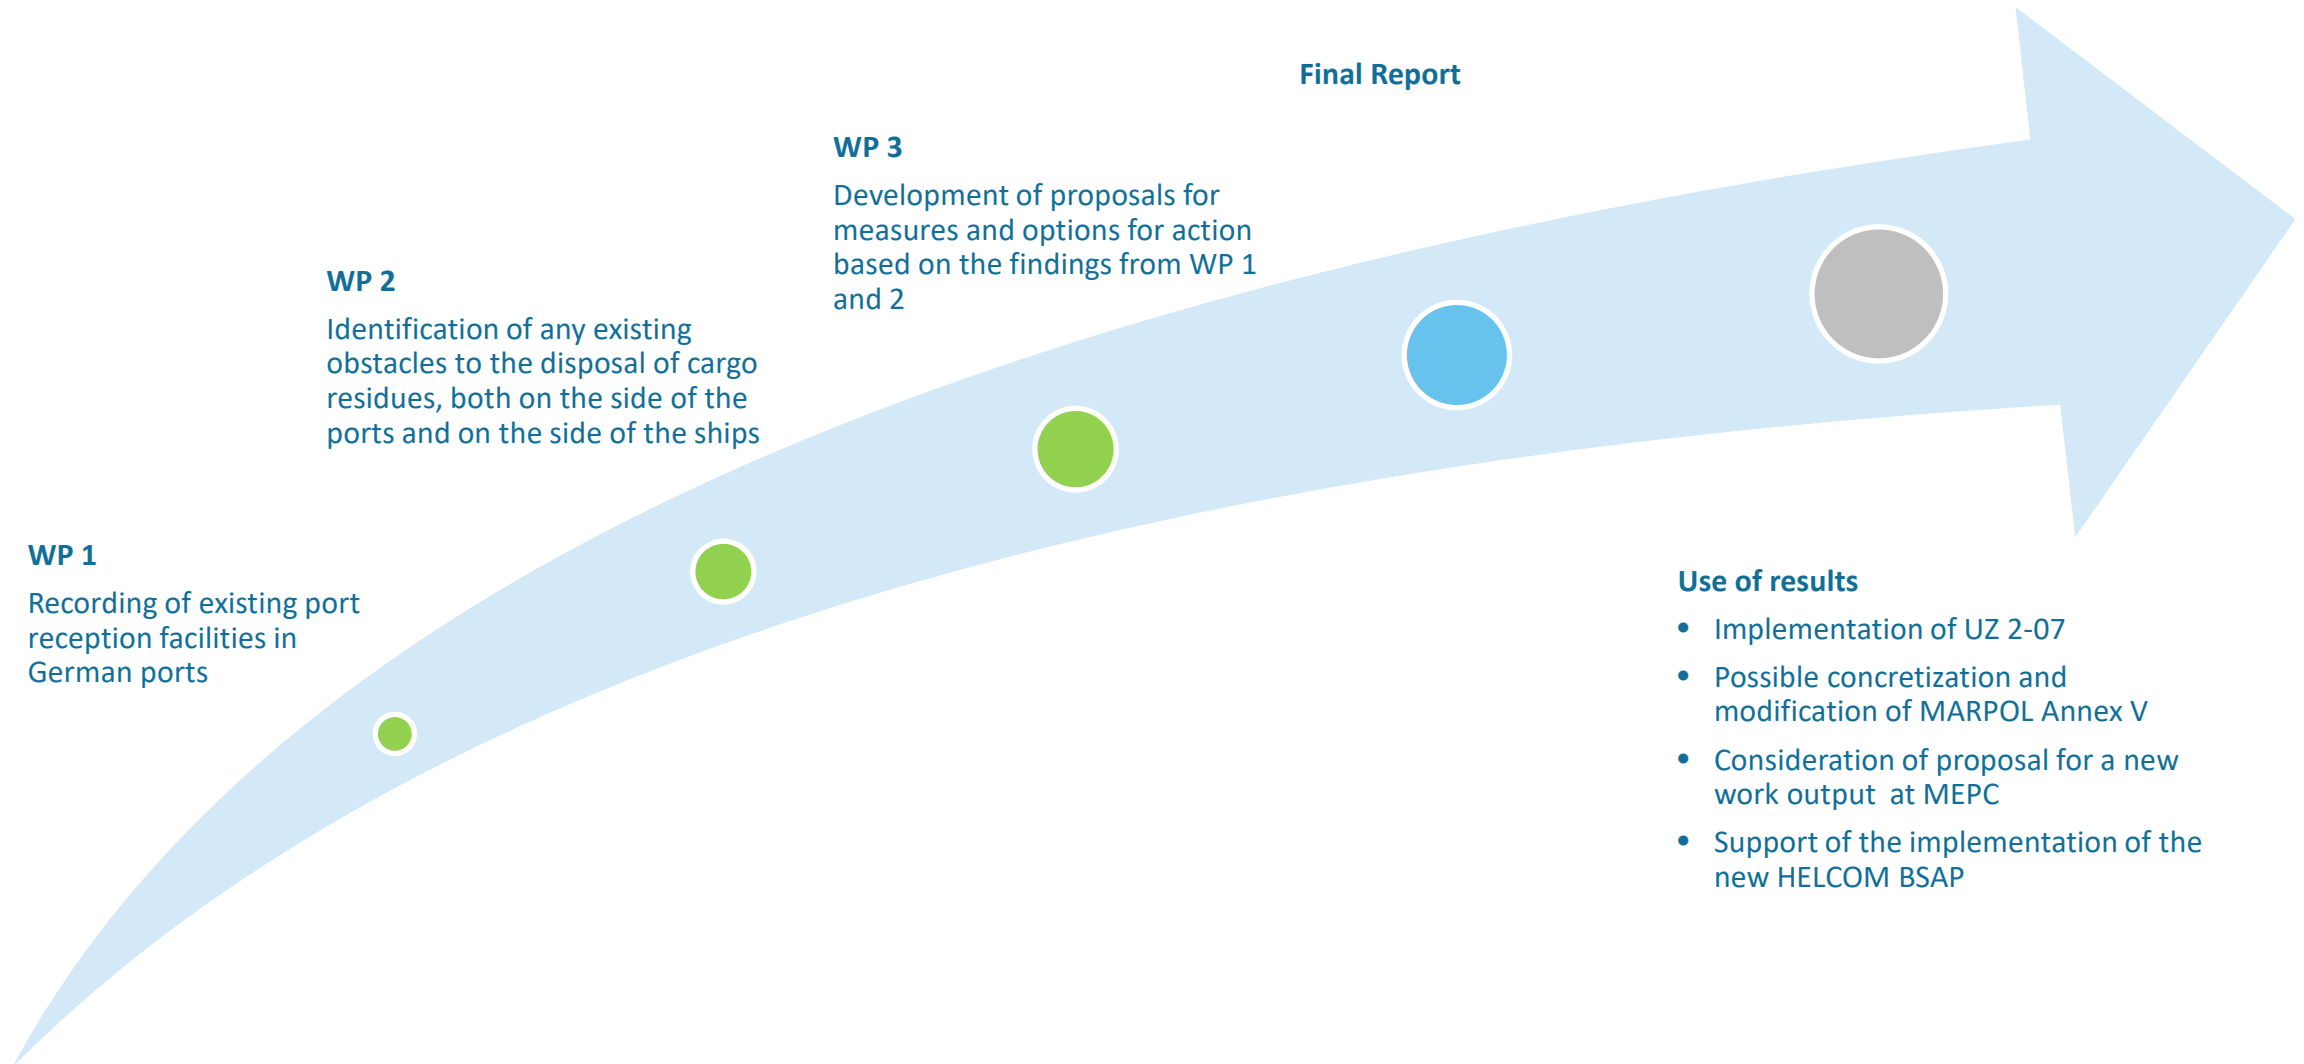 WP 1
Recording of existing port
reception facilities in
German ports
WP 2
Identification of any existing
obstacles to the disposal of cargo
residues, both on the side of the
ports and on the side of the ships
WP 3
Development of proposals for
measures and options for action
based on the findings from WP 1
and 2
Final Report
Use of results
• Implementation of UZ 2-07
• Possible concretization and
modification of MARPOL Annex V
• Consideration of proposal for a new
work output  at MEPC
• Support of the implementation of the
new HELCOM BSAP